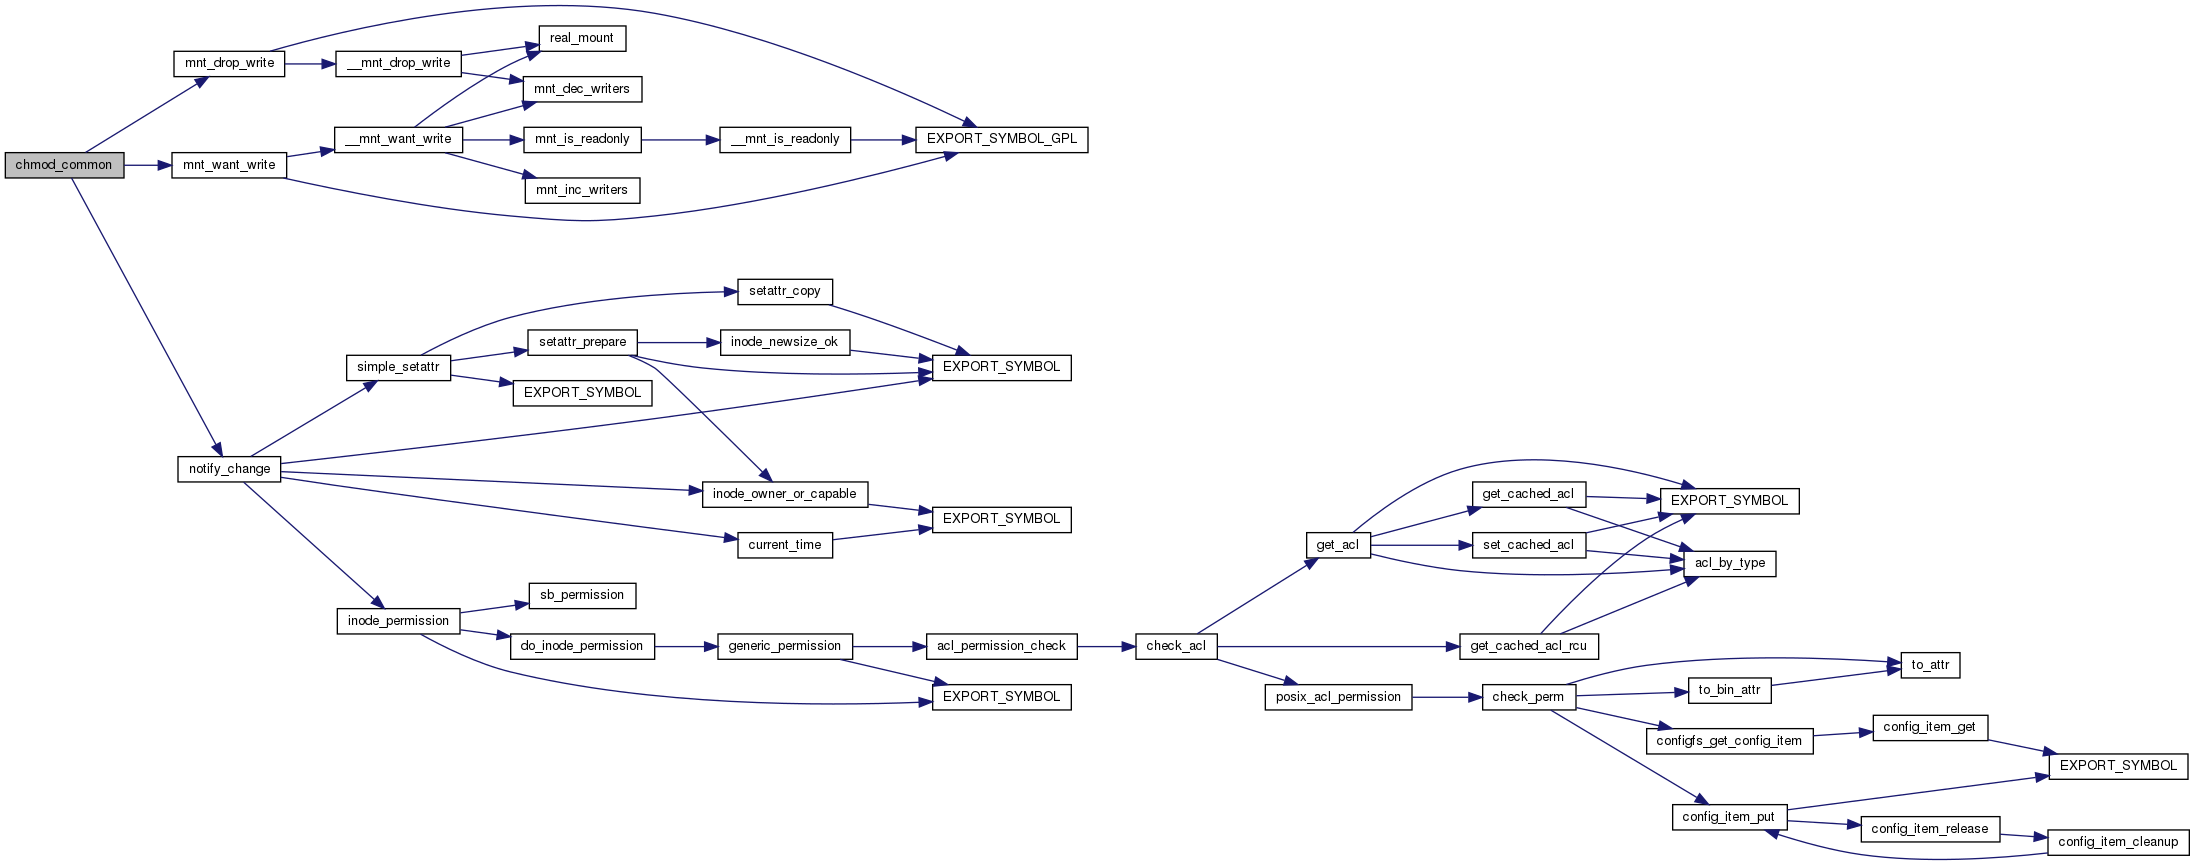 chmod_common
mnt_drop_write
__mnt_drop_write
real_mount
mnt_dec_writers
mnt_want_write
__mnt_want_write
mnt_is_readonly
__mnt_is_readonly
EXPORT_SYMBOL_GPL
mnt_inc_writers
notify_change
simple_setattr
setattr_copy
setattr_prepare
inode_newsize_ok
EXPORT_SYMBOL
EXPORT_SYMBOL
inode_owner_or_capable
EXPORT_SYMBOL
current_time
inode_permission
sb_permission
do_inode_permission
generic_permission
acl_permission_check
EXPORT_SYMBOL
check_acl
get_acl
get_cached_acl
set_cached_acl
EXPORT_SYMBOL
acl_by_type
get_cached_acl_rcu
posix_acl_permission
check_perm
to_attr
to_bin_attr
configfs_get_config_item
config_item_get
EXPORT_SYMBOL
config_item_put
config_item_release
config_item_cleanup